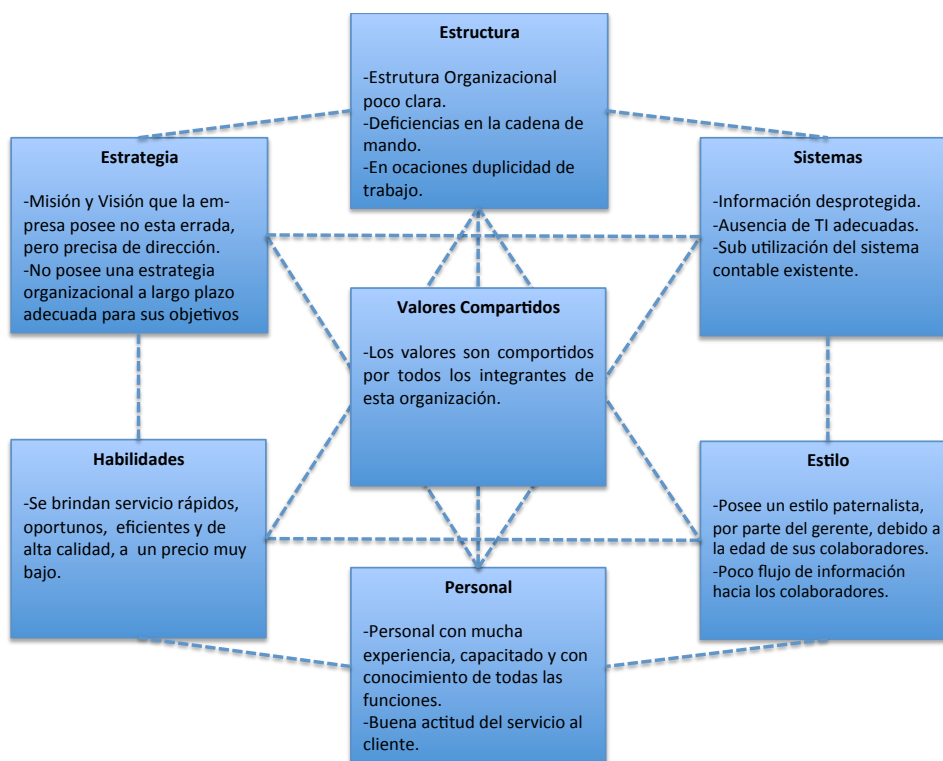 Estructura
-Estrutura Organizacional
poco clara.
-Deficiencias en la cadena de
mando.
-En ocaciones duplicidad de
trabajo.
Estrategia
-Misión y Visión que la em-
presa posee no esta errada,
pero precisa de dirección.
-No posee una estrategia
organizacional a largo plazo
adecuada para sus objetivos
Sistemas
-Información desprotegida.
-Ausencia de TI adecuadas.
-Sub utilización del sistema
contable existente.
Valores Compartidos
-Los valores son comportidos
por todos los integrantes de
esta organización.
Habilidades
-Se brindan servicio rápidos,
oportunos, eficientes y de
alta calidad, a un precio muy
bajo.
Estilo
-Posee un estilo paternalista,
por parte del gerente, debido a
la edad de sus colaboradores.
-Poco flujo de información
hacia los colaboradores.
Personal
-Personal con mucha
experiencia, capacitado y con
conocimiento de todas las
funciones.
-Buena actitud del servicio al
cliente.